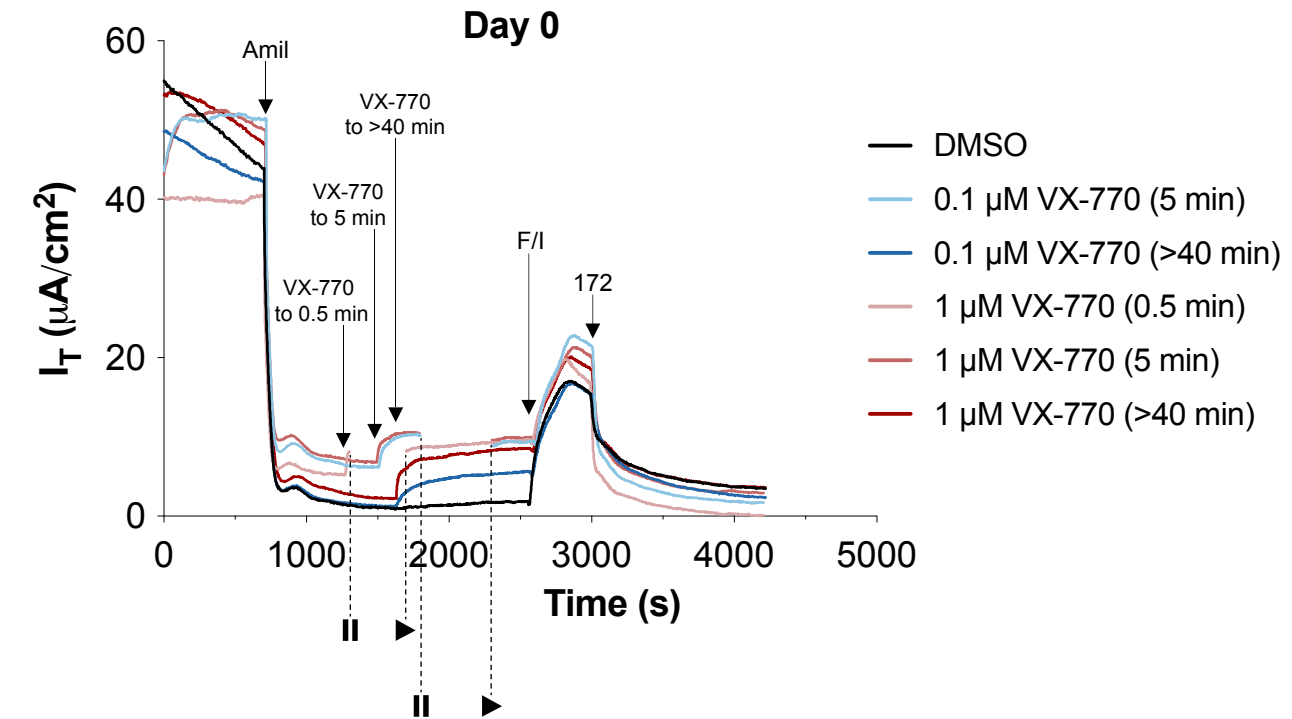 Day 0
60
40
20
0
I_T (µA/cm²)
Amil
VX-770
to >40 min
VX-770
to 5 min
VX-770
to 0.5 min
F/I
172
0 1000 2000 3000 4000 5000
Time (s)
DMSO
0.1 µM VX-770 (5 min)
0.1 µM VX-770 (>40 min)
1 µM VX-770 (0.5 min)
1 µM VX-770 (5 min)
1 µM VX-770 (>40 min)